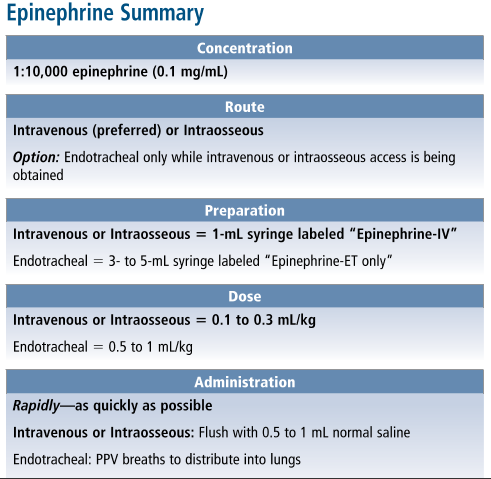 Epinephrine Summary
Concentration
1:10,000 epinephrine (0.1 mg/mL)
Route
Intravenous (preferred) or Intraosseous
Option: Endotracheal only while intravenous or intraosseous access is being
obtained
Preparation
Intravenous or Intraosseous = 1-mL syringe labeled “Epinephrine-IV”
Endotracheal = 3- to 5-mL syringe labeled “Epinephrine-ET only”
Dose
Intravenous or Intraosseous = 0.1 to 0.3 mL/kg
Endotracheal = 0.5 to 1 mL/kg
Administration
Rapidly—as quickly as possible
Intravenous or Intraosseous: Flush with 0.5 to 1 mL normal saline
Endotracheal: PPV breaths to distribute into lungs